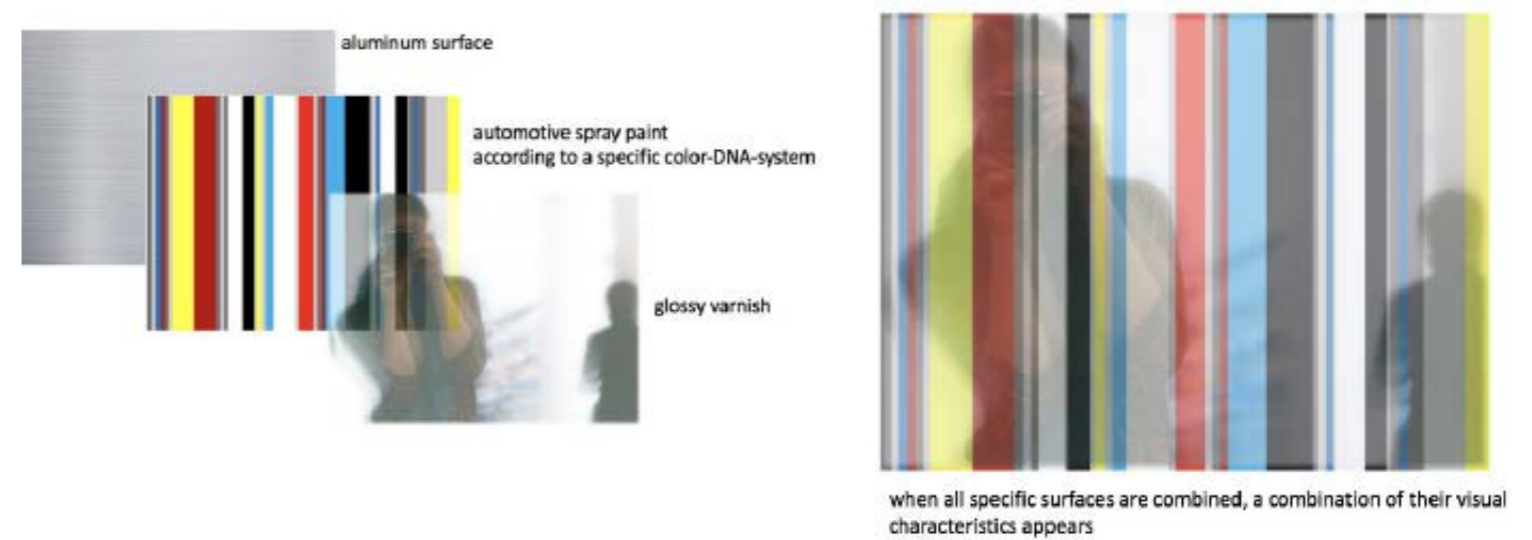 aluminum surface
automotive spray paint
according to a specific color-DNA-system
glossy varnish
when all specific surfaces are combined, a combination of their visual
characteristics appears